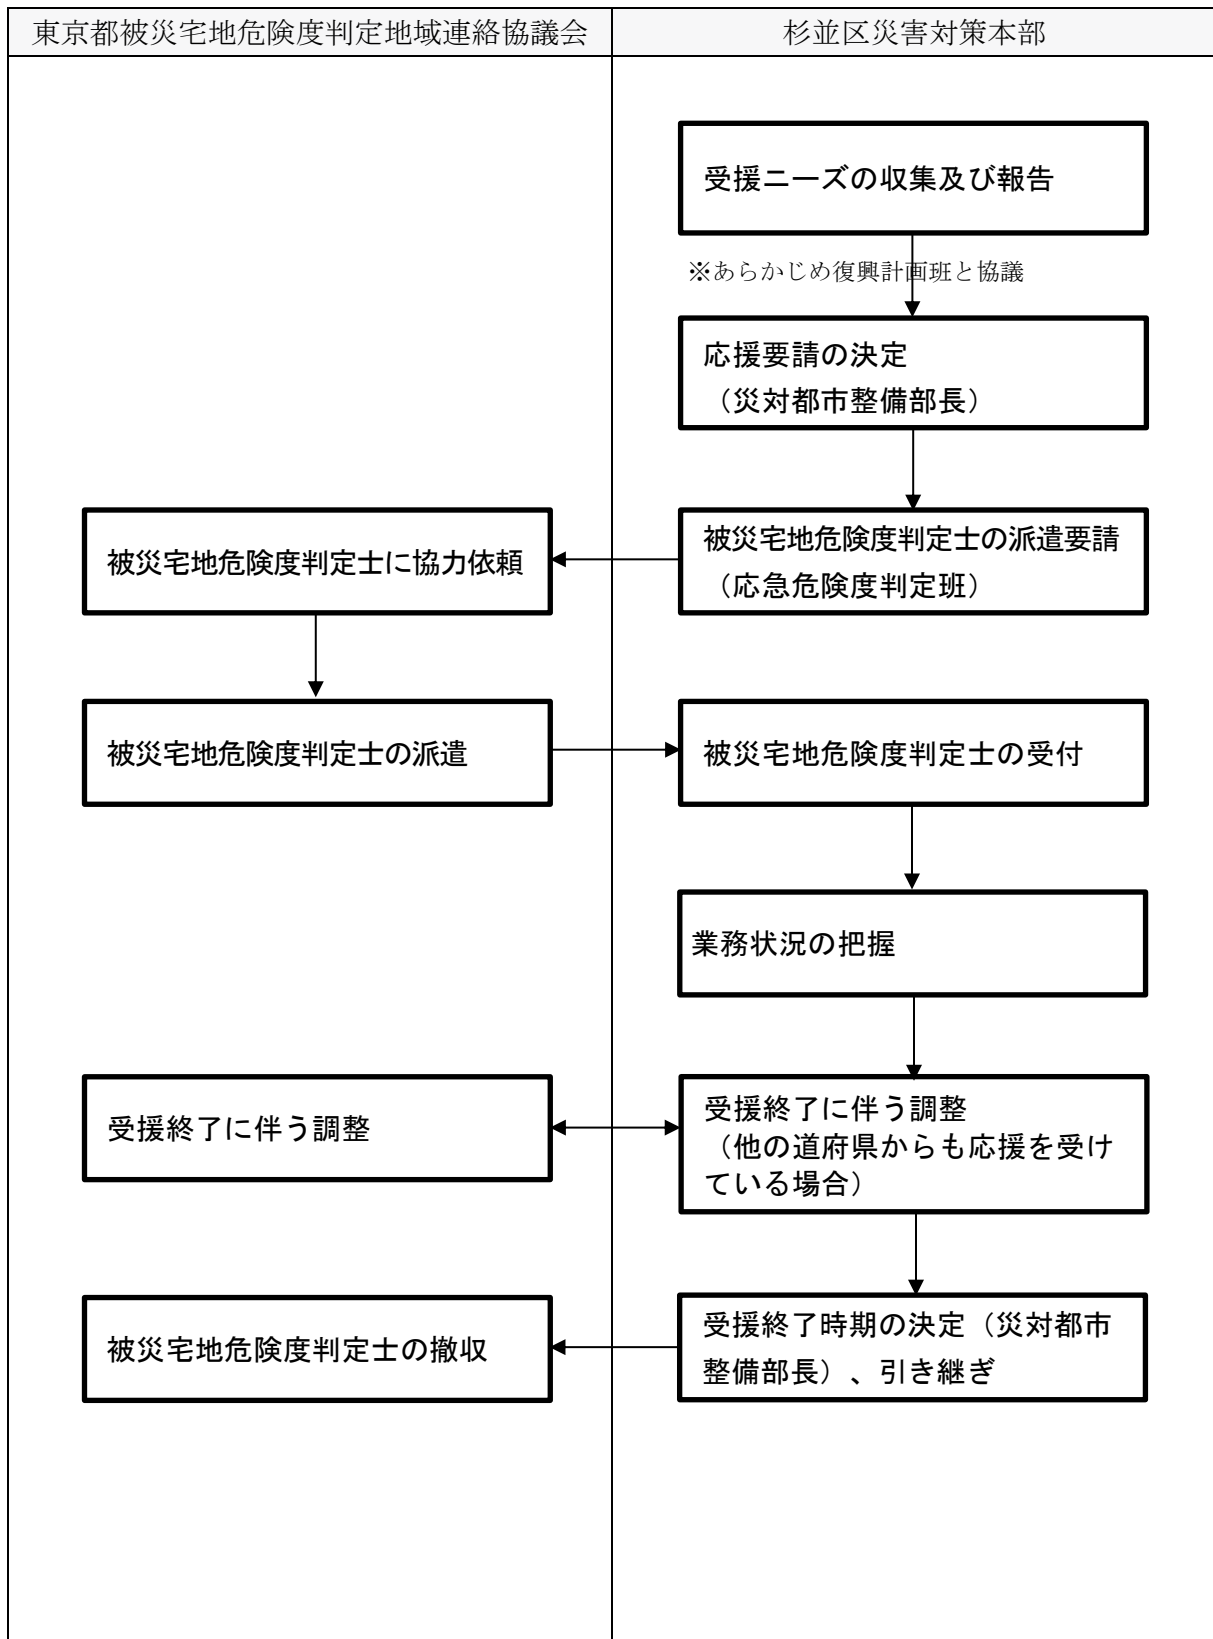 東京都被災宅地危険度判定地域連絡協議会
杉並区災害対策本部
受援ニーズの収集及び報告
※あらかじめ復興計画班と協議
応援要請の決定
（災対都市整備部長）
被災宅地危険度判定士に協力依頼
被災宅地危険度判定士の派遣要請
（応急危険度判定班）
被災宅地危険度判定士の派遣
被災宅地危険度判定士の受付
業務状況の把握
受援終了に伴う調整
受援終了に伴う調整
（他の道府県からも応援を受け
ている場合）
被災宅地危険度判定士の撤収
受援終了時期の決定（災対都市
整備部長）、引き継ぎ